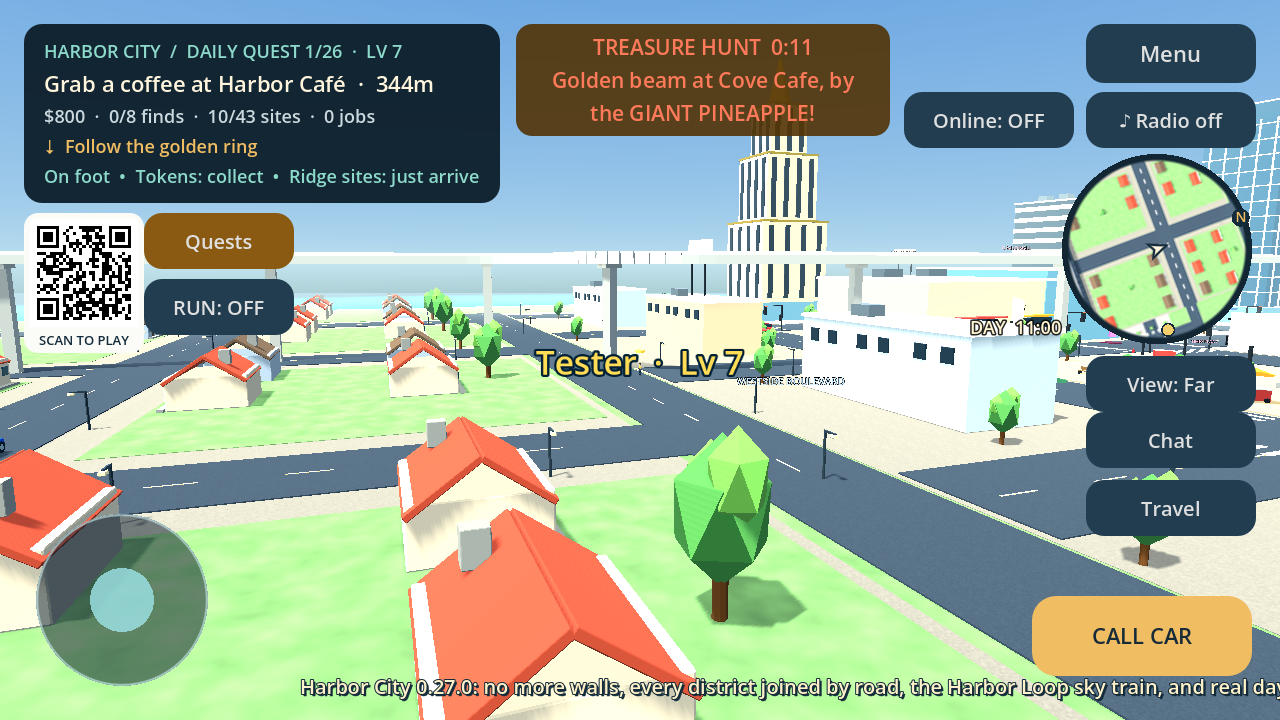 HARBOR CITY / DAILY QUEST 1/26 · LV 7
Grab a coffee at Harbor Café · 344m
$800 · 0/8 finds · 10/43 sites · 0 jobs
↓ Follow the golden ring
On foot • Tokens: collect • Ridge sites: just arrive
TREASURE HUNT 0:11
Golden beam at Cove Cafe, by
the GIANT PINEAPPLE!
Menu
Online: OFF
♪ Radio off
SCAN TO PLAY
Quests
RUN: OFF
N
DAY 11:00
Tester · Lv 7
WESTSIDE BOULEVARD
View: Far
Chat
Travel
CALL CAR
Harbor City 0.27.0: no more walls, every district joined by road, the Harbor Loop sky train, and real day